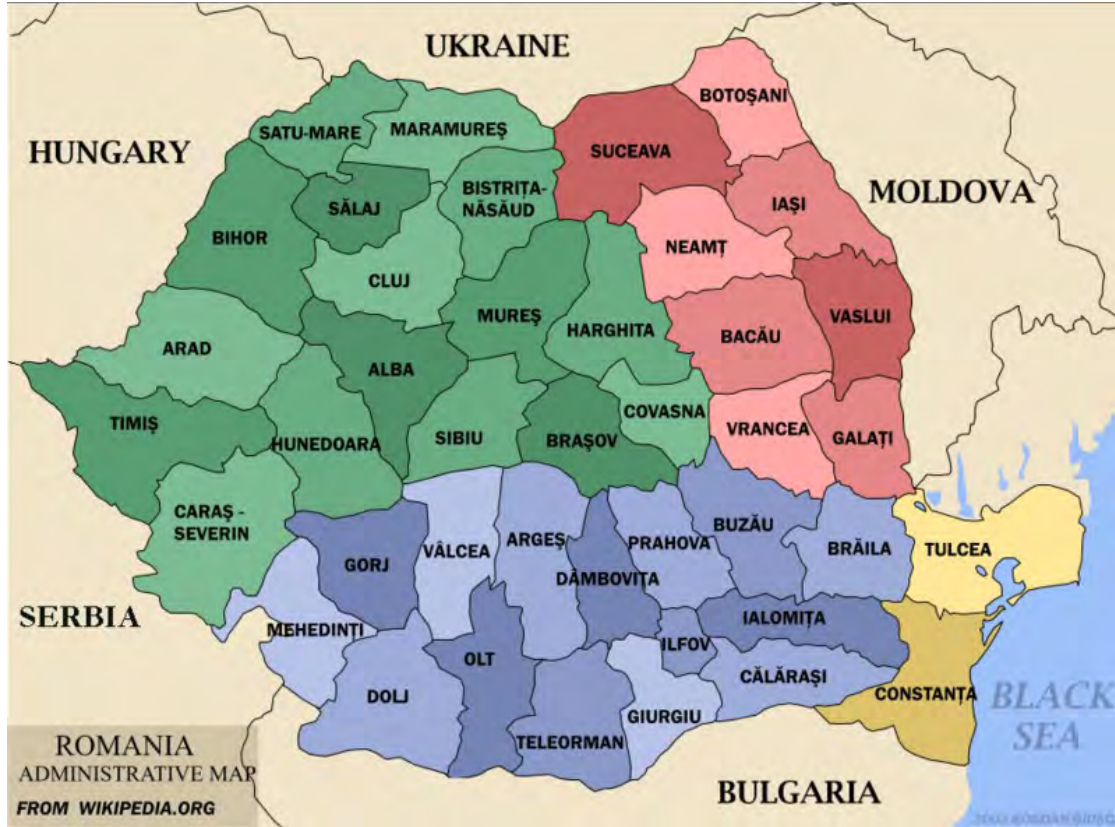 UKRAINE
BOTOȘANI
SATU-MARE
MARAMUREȘ
HUNGARY
SUCEAVA
MOLDOVA
BISTRIȚA-
NĂSĂUD
SĂLAJ
IAȘI
BIHOR
NEAMȚ
CLUJ
MUREȘ
VASLUI
HARGHITA
BACĂU
ARAD
ALBA
COVASNA
TIMIȘ
VRANCEA
GALAȚI
HUNEDOARA
SIBIU
BRAȘOV
CARAȘ -
SEVERIN
BUZĂU
VÂLCEA
ARGEȘ
PRAHOVA
BRĂILA
TULCEA
GORJ
DÂMBOVIȚA
SERBIA
MEHEDINȚI
IALOMIȚA
ILFOV
OLT
CĂLĂRAȘI
DOLJ
CONSTANȚA
GIURGIU
BLACK
SEA
TELEORMAN
ROMANIA
ADMINISTRATIVE MAP
BULGARIA
FROM WIKIPEDIA.ORG